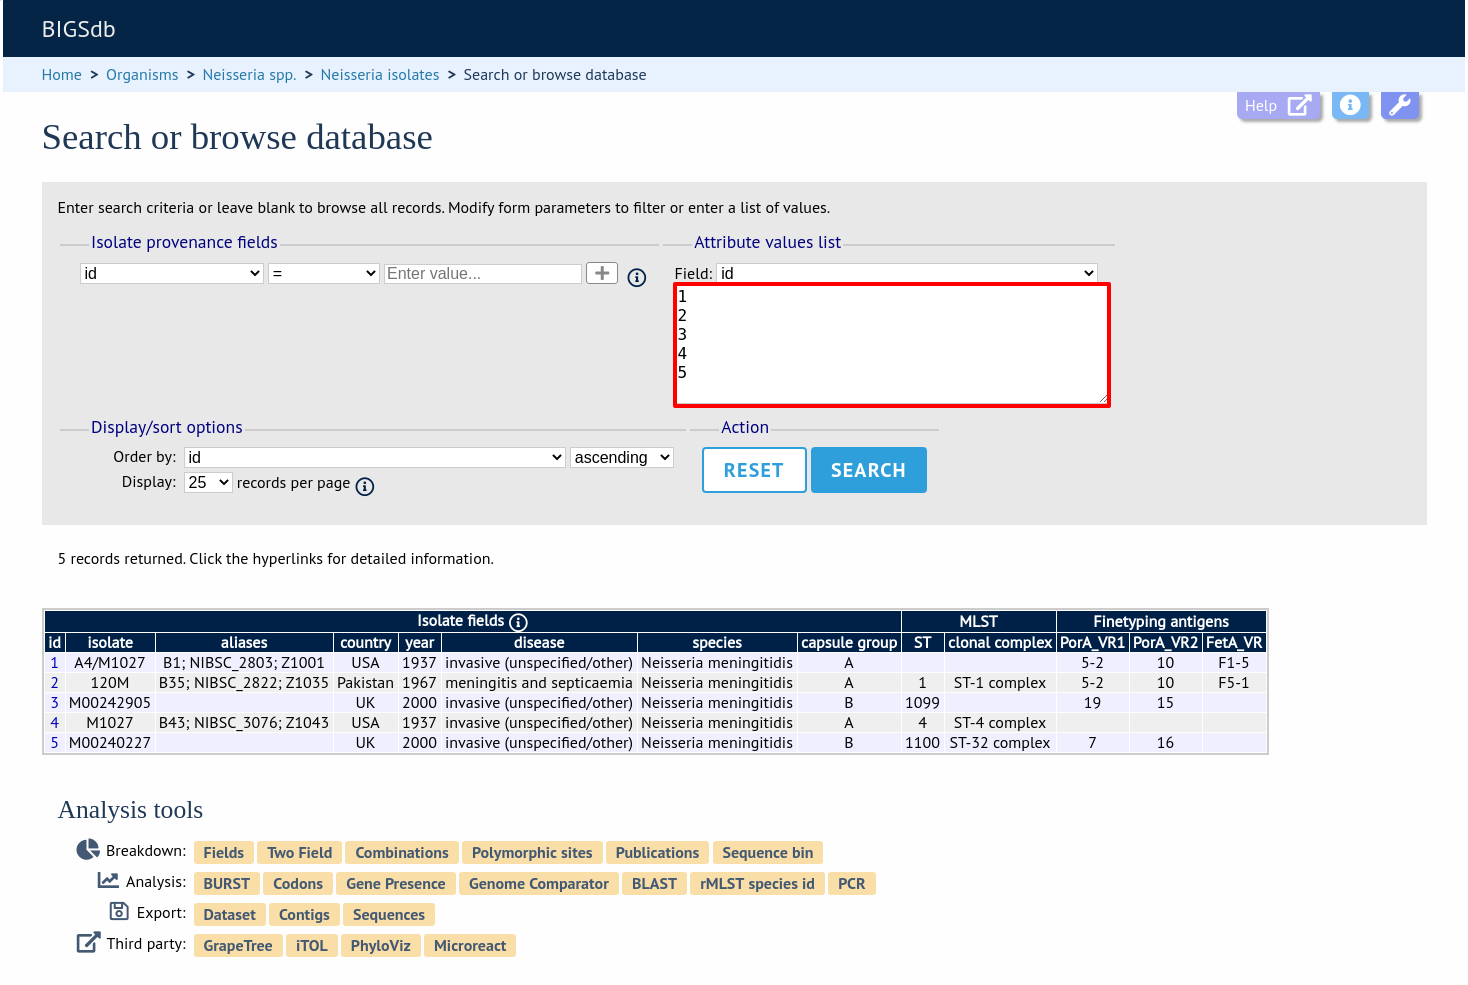 BIGSdb
Home > Organisms > Neisseria spp. > Neisseria isolates > Search or browse database
Help
Search or browse database
Enter search criteria or leave blank to browse all records. Modify form parameters to filter or enter a list of values.
Isolate provenance fields
id = Enter value... +
Attribute values list
Field: id
1
2
3
4
5
Display/sort options
Order by: id ascending
Display: 25 records per page
Action
RESET SEARCH
5 records returned. Click the hyperlinks for detailed information.
Isolate fields MLST Finetyping antigens
id isolate aliases country year disease species capsule group ST clonal complex PorA_VR1 PorA_VR2 FetA_VR
1 A4/M1027 B1; NIBSC_2803; Z1001 USA 1937 invasive (unspecified/other) Neisseria meningitidis A 5-2 10 F1-5
2 120M B35; NIBSC_2822; Z1035 Pakistan 1967 meningitis and septicaemia Neisseria meningitidis A 1 ST-1 complex 5-2 10 F5-1
3 M00242905 UK 2000 invasive (unspecified/other) Neisseria meningitidis B 1099 19 15
4 M1027 B43; NIBSC_3076; Z1043 USA 1937 invasive (unspecified/other) Neisseria meningitidis A 4 ST-4 complex
5 M00240227 UK 2000 invasive (unspecified/other) Neisseria meningitidis B 1100 ST-32 complex 7 16
Analysis tools
Breakdown: Fields Two Field Combinations Polymorphic sites Publications Sequence bin
Analysis: BURST Codons Gene Presence Genome Comparator BLAST rMLST species id PCR
Export: Dataset Contigs Sequences
Third party: GrapeTree iTOL PhyloViz Microreact